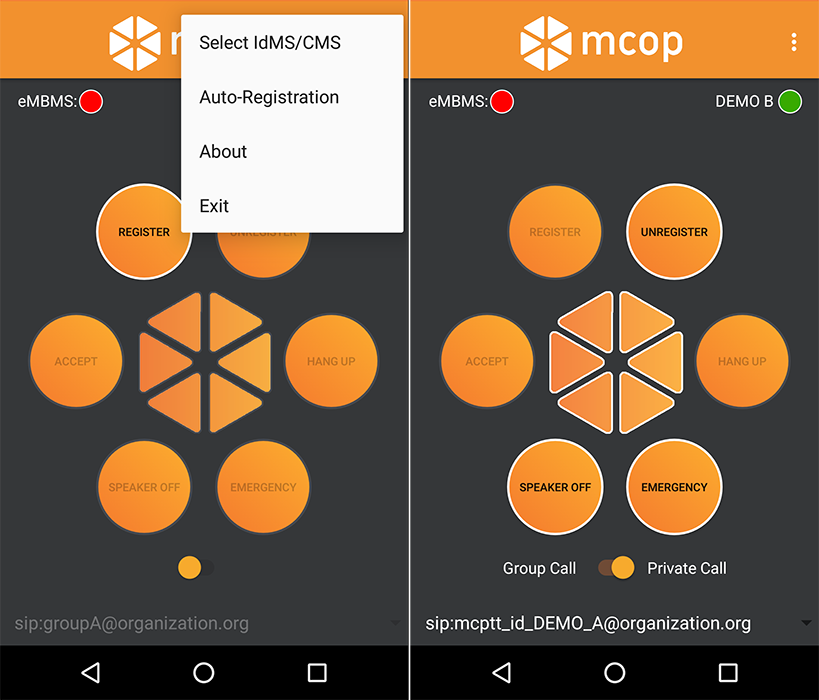 m
Select IdMS/CMS
Auto-Registration
About
Exit
eMBMS:
REGISTER
UNREGISTER
ACCEPT
HANG UP
SPEAKER OFF
EMERGENCY
sip:groupA@organization.org
mcop
eMBMS:
DEMO B
REGISTER
UNREGISTER
ACCEPT
HANG UP
SPEAKER OFF
EMERGENCY
Group Call
Private Call
sip:mcptt_id_DEMO_A@organization.org